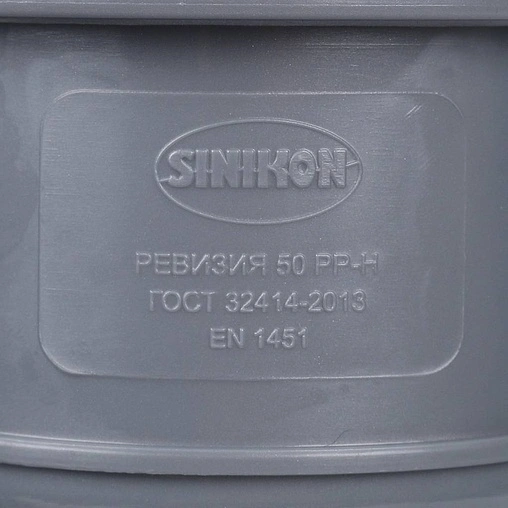 SINIKON
РЕВИЗИЯ 50 PP-H
ГОСТ 32414-2013
EN 1451